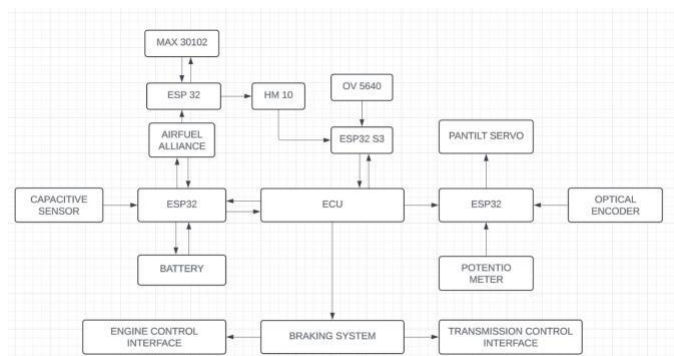 MAX 30102
OV 5640
ESP 32
HM 10
AIRFUEL
ALLIANCE
ESP32 S3
PANTILT SERVO
CAPACITIVE
SENSOR
ESP32
ECU
ESP32
OPTICAL
ENCODER
BATTERY
POTENTIO
METER
ENGINE CONTROL
INTERFACE
BRAKING SYSTEM
TRANSMISSION CONTROL
INTERFACE